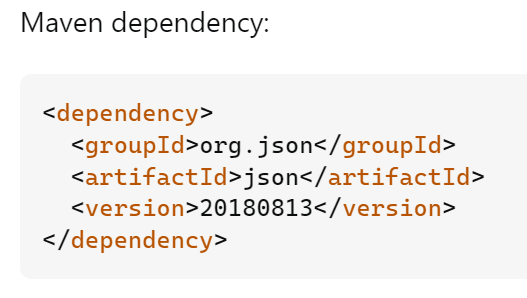 Maven dependency:
<dependency>
  <groupId>org.json</groupId>
  <artifactId>json</artifactId>
  <version>20180813</version>
</dependency>